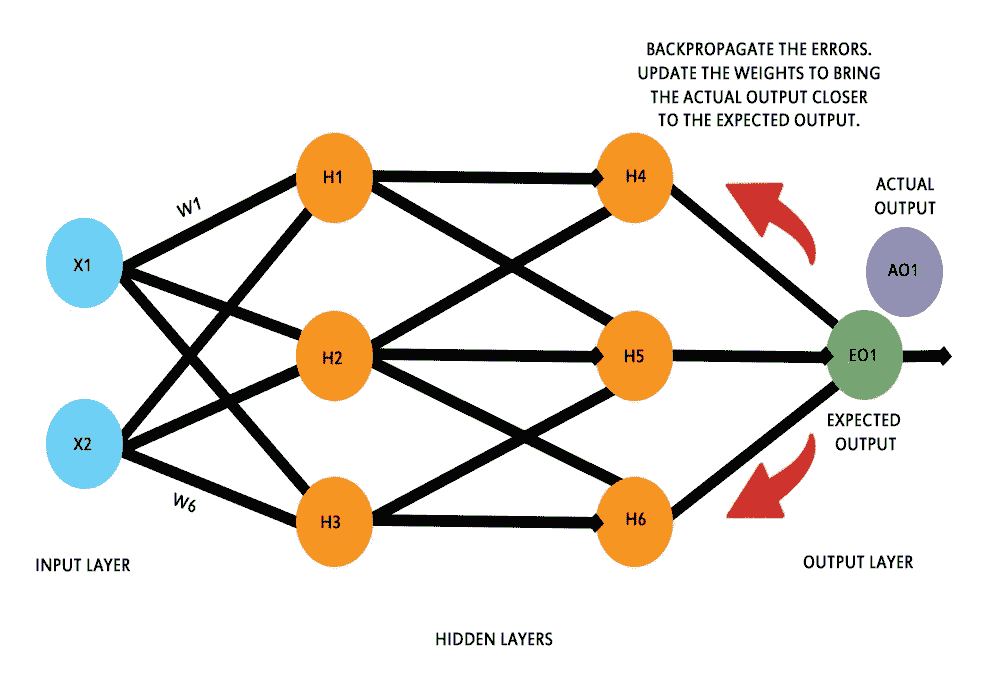 BACKPROPAGATE THE ERRORS.
UPDATE THE WEIGHTS TO BRING
THE ACTUAL OUTPUT CLOSER
TO THE EXPECTED OUTPUT.
H1
H4
ACTUAL
OUTPUT
W1
X1
AO1
H2
H5
EO1
EXPECTED
OUTPUT
X2
W6
H3
H6
INPUT LAYER
OUTPUT LAYER
HIDDEN LAYERS